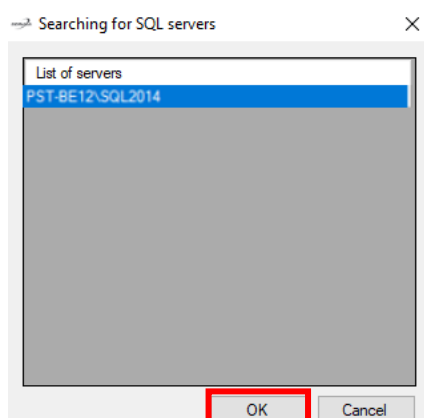 Searching for SQL servers
List of servers
PST-BE12\SQL2014
OK Cancel